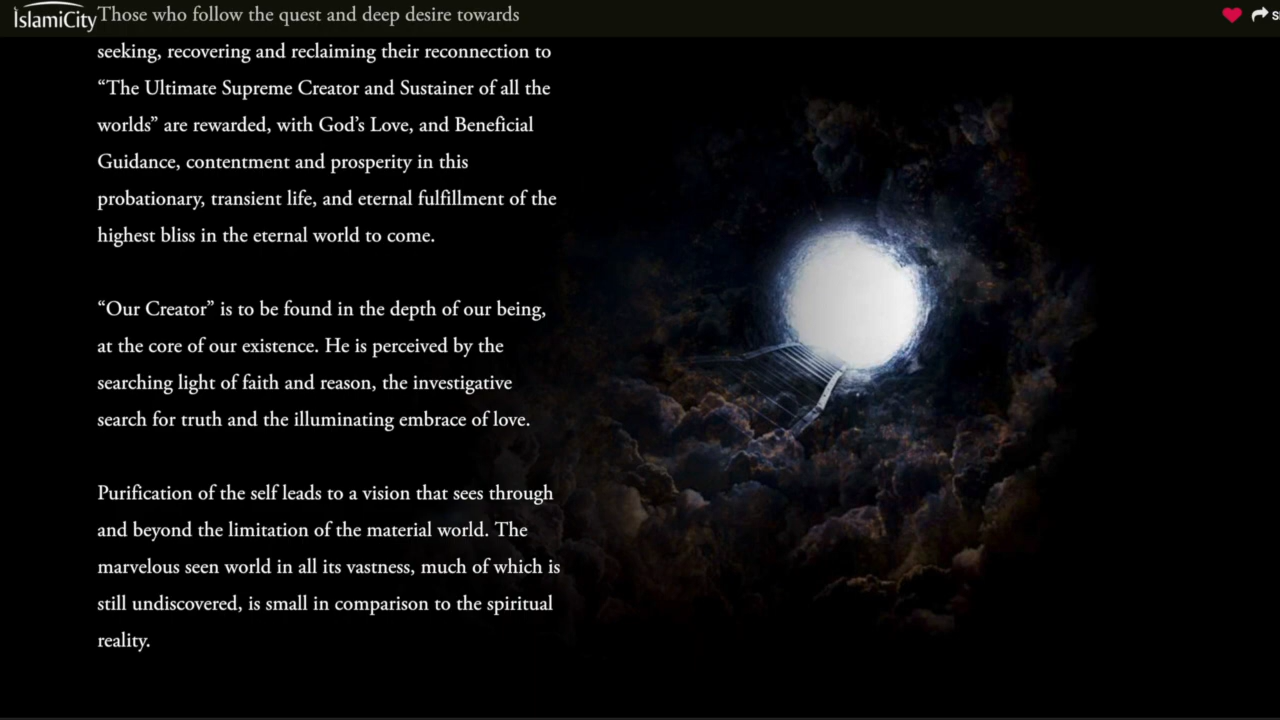 IslamiCity
Those who follow the quest and deep desire towards
seeking, recovering and reclaiming their reconnection to
“The Ultimate Supreme Creator and Sustainer of all the
worlds” are rewarded, with God’s Love, and Beneficial
Guidance, contentment and prosperity in this
probationary, transient life, and eternal fulfillment of the
highest bliss in the eternal world to come.
“Our Creator” is to be found in the depth of our being,
at the core of our existence. He is perceived by the
searching light of faith and reason, the investigative
search for truth and the illuminating embrace of love.
Purification of the self leads to a vision that sees through
and beyond the limitation of the material world. The
marvelous seen world in all its vastness, much of which is
still undiscovered, is small in comparison to the spiritual
reality.